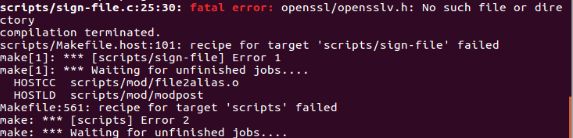 scripts/sign-file.c:25:30: fatal error: openssl/opensslv.h: No such file or dire
ctory
compilation terminated.
scripts/Makefile.host:101: recipe for target 'scripts/sign-file' failed
make[1]: *** [scripts/sign-file] Error 1
make[1]: *** Waiting for unfinished jobs....
  HOSTCC  scripts/mod/file2alias.o
  HOSTLD  scripts/mod/modpost
Makefile:561: recipe for target 'scripts' failed
make: *** [scripts] Error 2
make: *** Waiting for unfinished jobs....